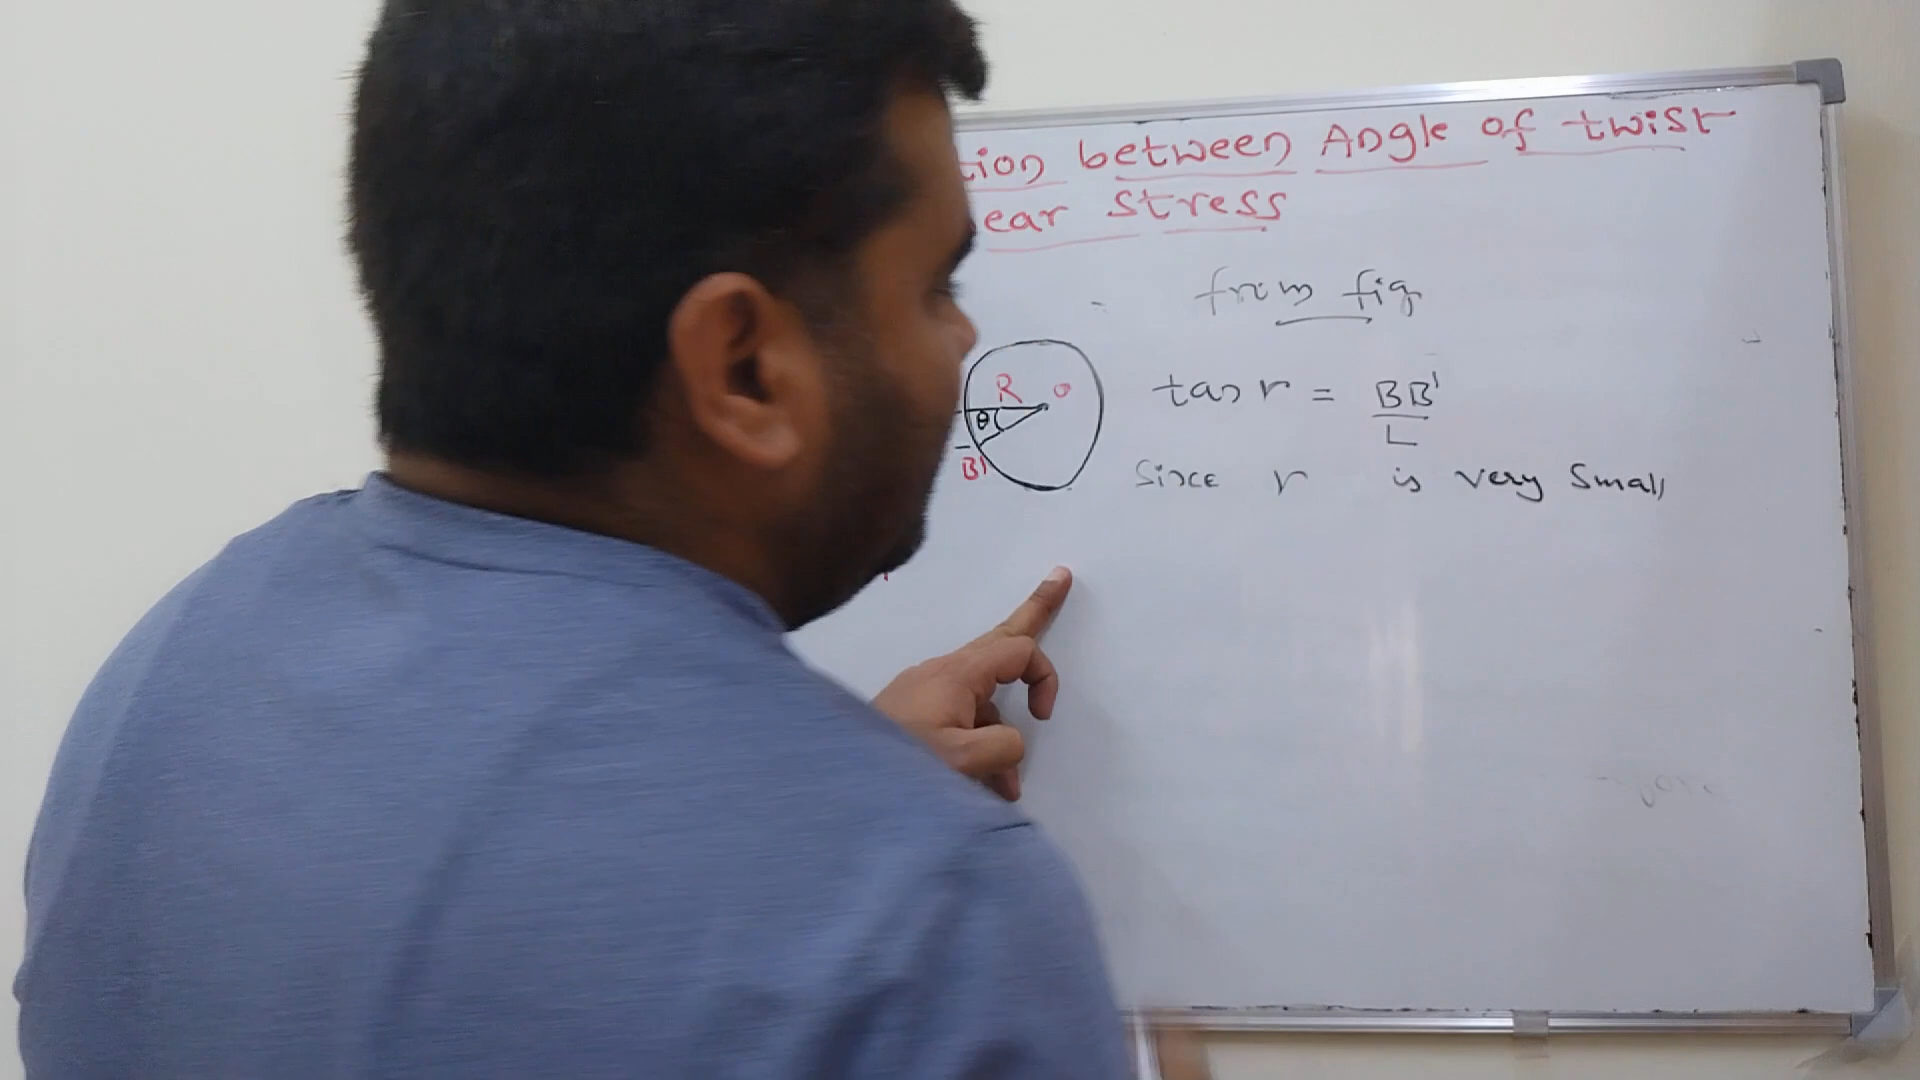 tion between Angle of twist
ear stress
from fig
R
O
θ
B'
tan r = BB'
L
Since r is very small